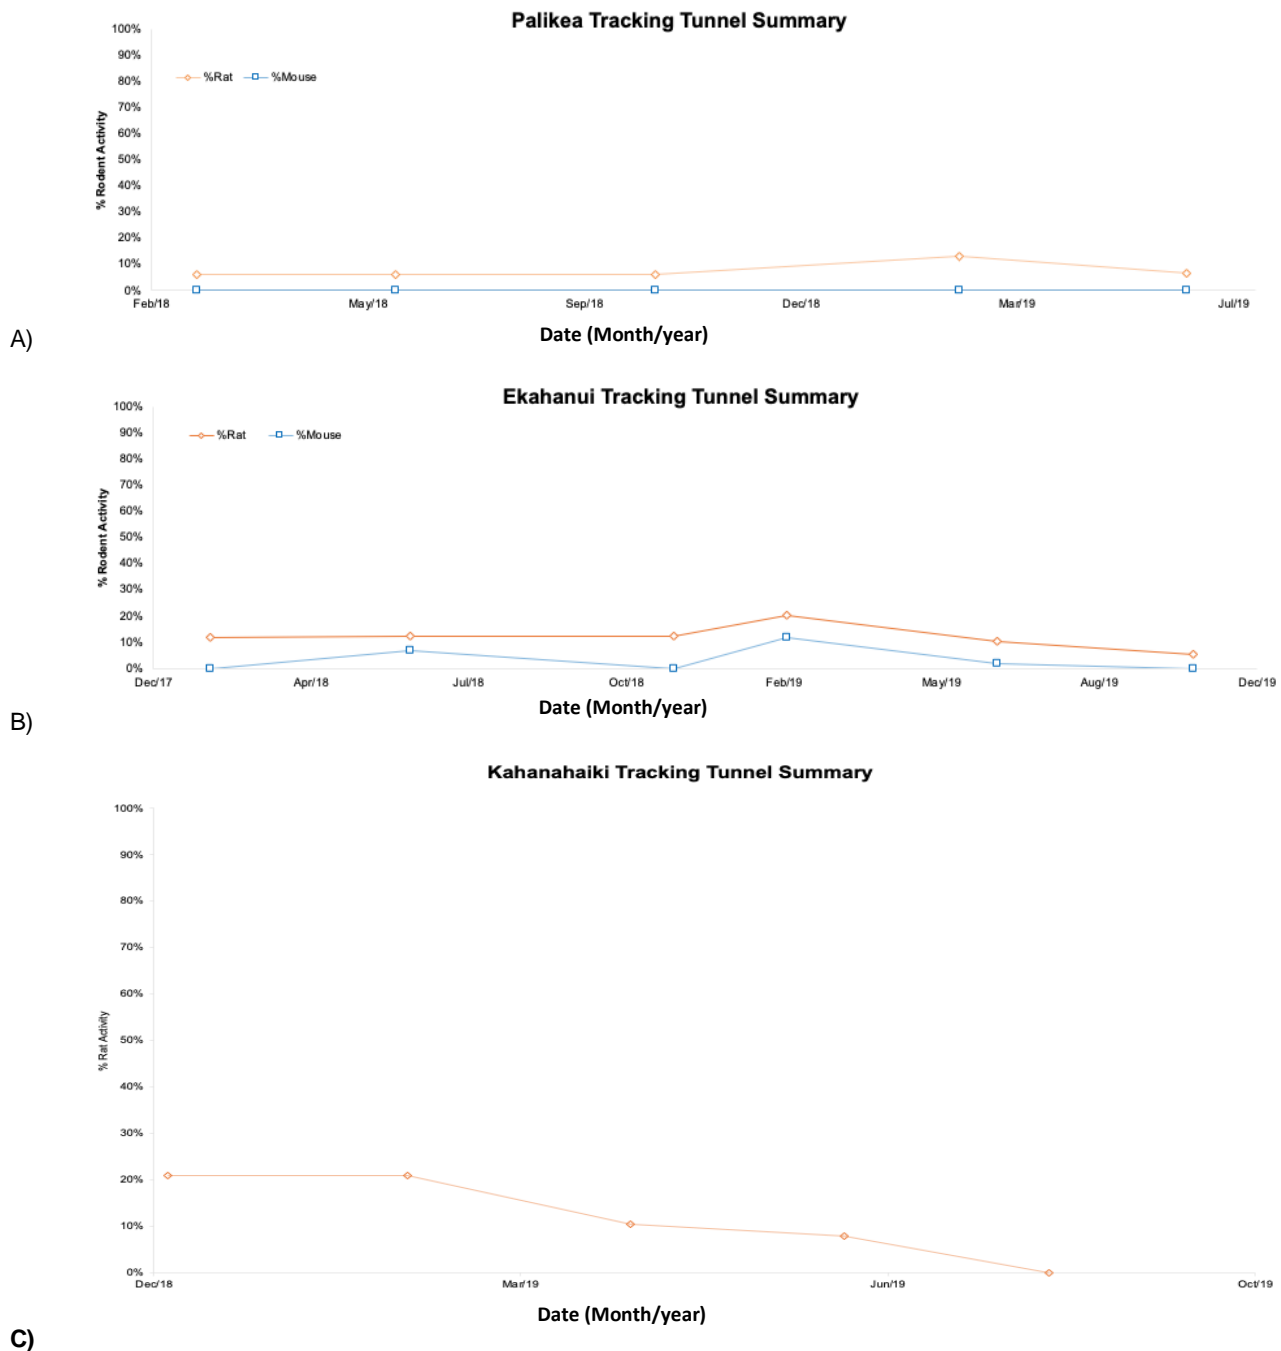 Palikea Tracking Tunnel Summary
100%
90%
80%
70%
60%
50%
40%
30%
20%
10%
0%
% Rodent Activity
%Rat %Mouse
Feb/18 May/18 Sep/18 Dec/18 Mar/19 Jul/19
Date (Month/year)
A)
Ekahanui Tracking Tunnel Summary
100%
90%
80%
70%
60%
50%
40%
30%
20%
10%
0%
% Rodent Activity
%Rat %Mouse
Dec/17 Apr/18 Jul/18 Oct/18 Feb/19 May/19 Aug/19 Dec/19
Date (Month/year)
B)
Kahanahaiki Tracking Tunnel Summary
100%
90%
80%
70%
60%
50%
40%
30%
20%
10%
0%
% Rat Activity
Dec/18 Mar/19 Jun/19 Oct/19
Date (Month/year)
C)